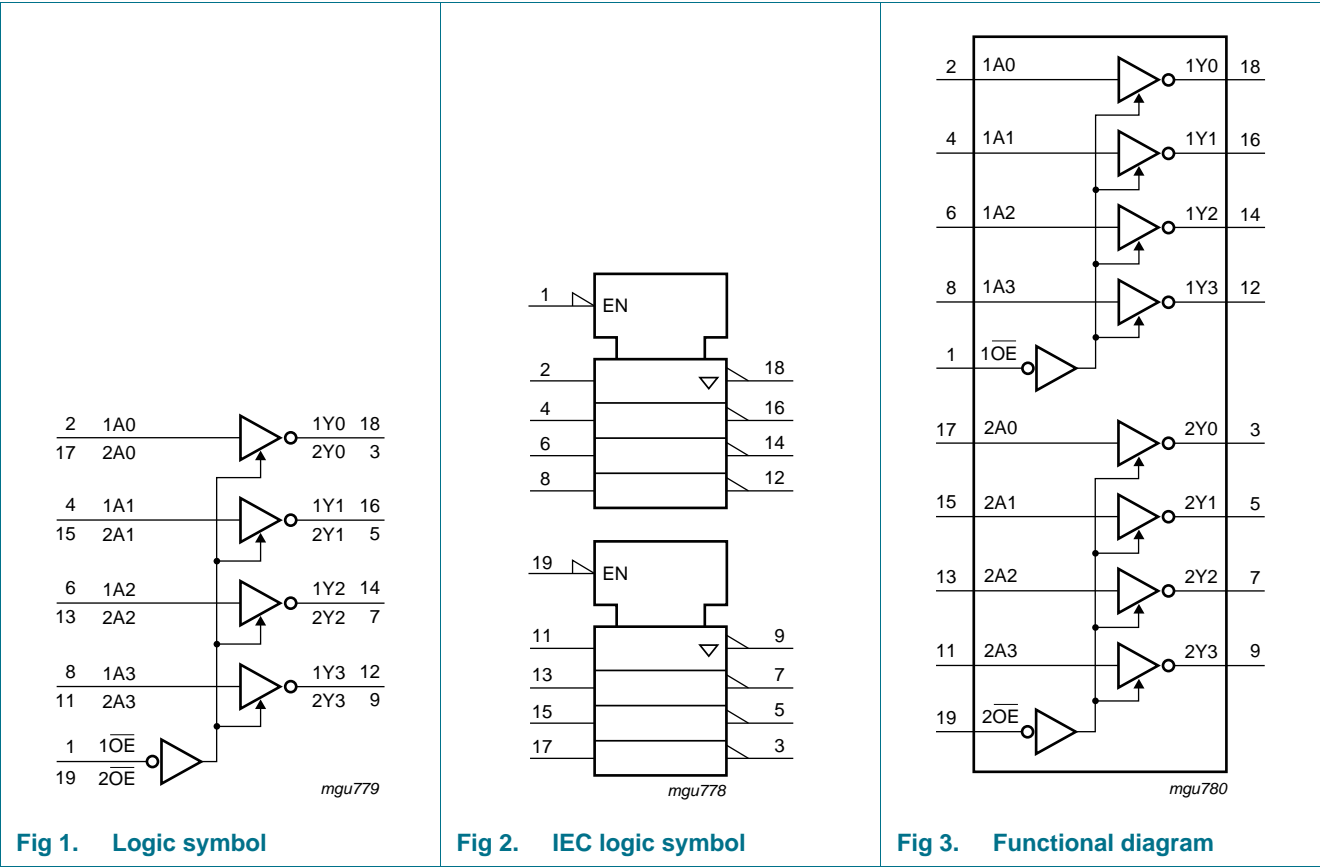 2 1A0 1Y0 18
17 2A0 2Y0 3
4 1A1 1Y1 16
15 2A1 2Y1 5
6 1A2 1Y2 14
13 2A2 2Y2 7
8 1A3 1Y3 12
11 2A3 2Y3 9
1 1O̅E̅
19 2O̅E̅
mgu779
Fig 1. Logic symbol
1 EN
2 18
4 16
6 14
8 12
19 EN
11 9
13 7
15 5
17 3
mgu778
Fig 2. IEC logic symbol
2 1A0 1Y0 18
4 1A1 1Y1 16
6 1A2 1Y2 14
8 1A3 1Y3 12
1 1O̅E̅
17 2A0 2Y0 3
15 2A1 2Y1 5
13 2A2 2Y2 7
11 2A3 2Y3 9
19 2O̅E̅
mgu780
Fig 3. Functional diagram